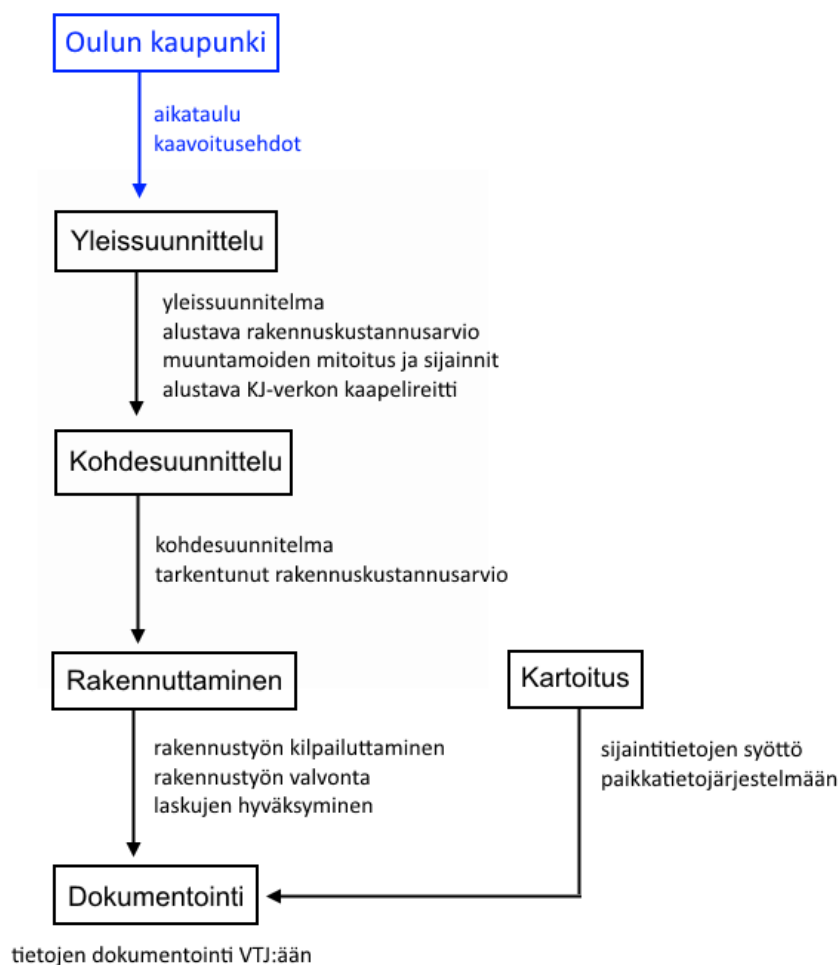 Oulun kaupunki
aikataulu
kaavoitusehdot
Yleissuunnittelu
yleissuunnitelma
alustava rakennuskustannusarvio
muuntamoiden mitoitus ja sijainnit
alustava KJ-verkon kaapelireitti
Kohdesuunnittelu
kohdesuunnitelma
tarkentunut rakennuskustannusarvio
Rakennuttaminen
Kartoitus
rakennustyön kilpailuttaminen
rakennustyön valvonta
laskujen hyväksyminen
sijaintitietojen syöttö
paikkatietojärjestelmään
Dokumentointi
tietojen dokumentointi VTJ:ään